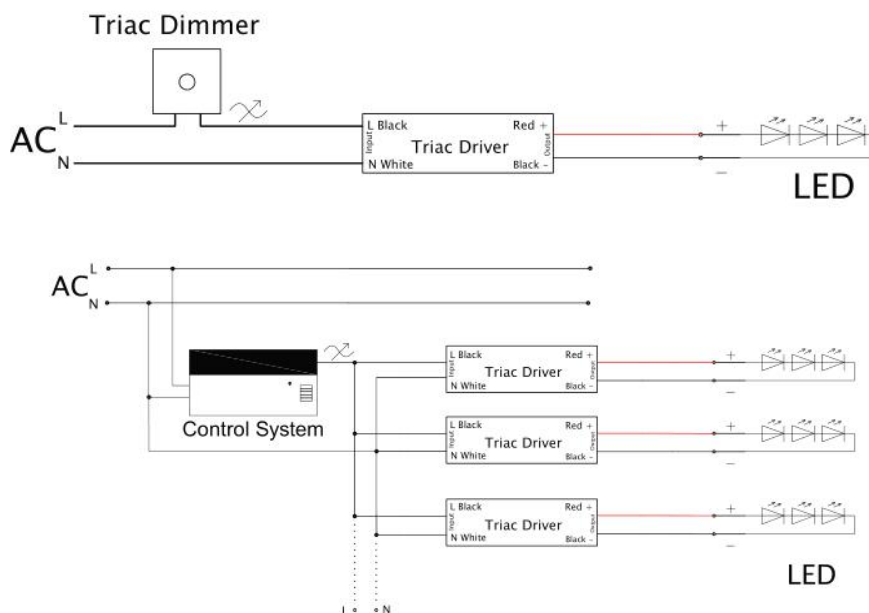 Triac Dimmer
AC
L
N
L Black
N White
Input
Triac Driver
Red +
Black -
Output
+
−
LED
AC
L
N
Control System
L Black
N White
Input
Triac Driver
Red +
Black -
Output
+
−
L Black
N White
Input
Triac Driver
Red +
Black -
Output
+
−
L Black
N White
Input
Triac Driver
Red +
Black -
Output
+
−
LED
L
N